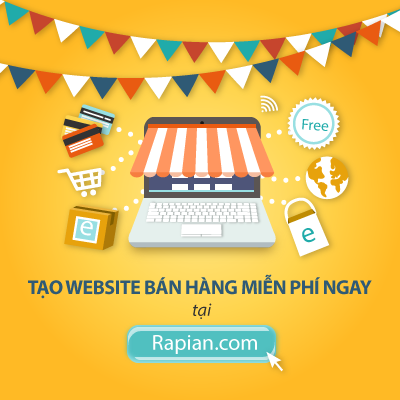 Free
e
e
TẠO WEBSITE BÁN HÀNG MIỄN PHÍ NGAY
tại
Rapian.com